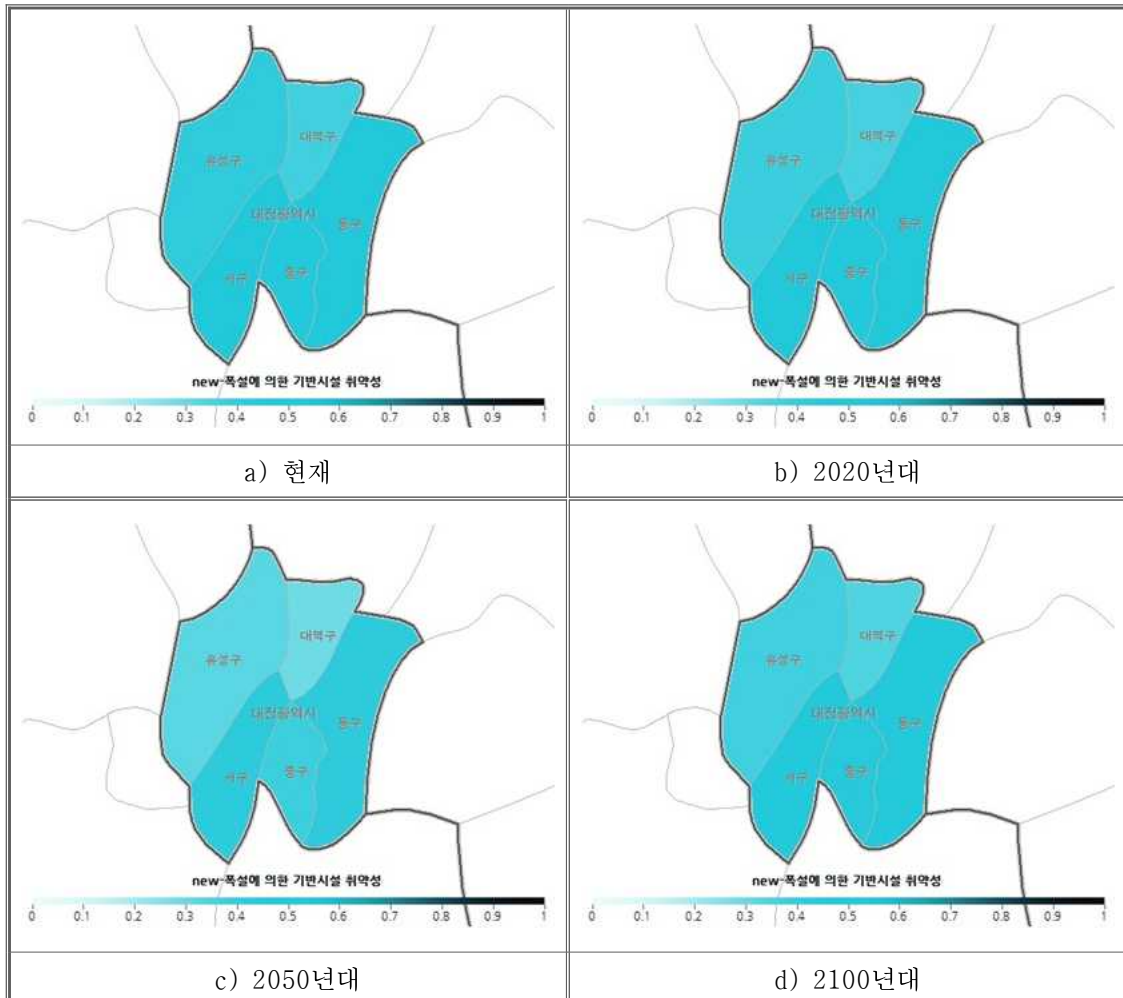 대덕구
유성구
대전광역시
동구
서구
중구
new-폭설에 의한 기반시설 취약성
0 0.1 0.2 0.3 0.4 0.5 0.6 0.7 0.8 0.9 1
a) 현재
대덕구
유성구
대전광역시
동구
서구
중구
new-폭설에 의한 기반시설 취약성
0 0.1 0.2 0.3 0.4 0.5 0.6 0.7 0.8 0.9 1
b) 2020년대
대덕구
유성구
대전광역시
동구
서구
중구
new-폭설에 의한 기반시설 취약성
0 0.1 0.2 0.3 0.4 0.5 0.6 0.7 0.8 0.9 1
c) 2050년대
대덕구
유성구
대전광역시
동구
서구
중구
new-폭설에 의한 기반시설 취약성
0 0.1 0.2 0.3 0.4 0.5 0.6 0.7 0.8 0.9 1
d) 2100년대